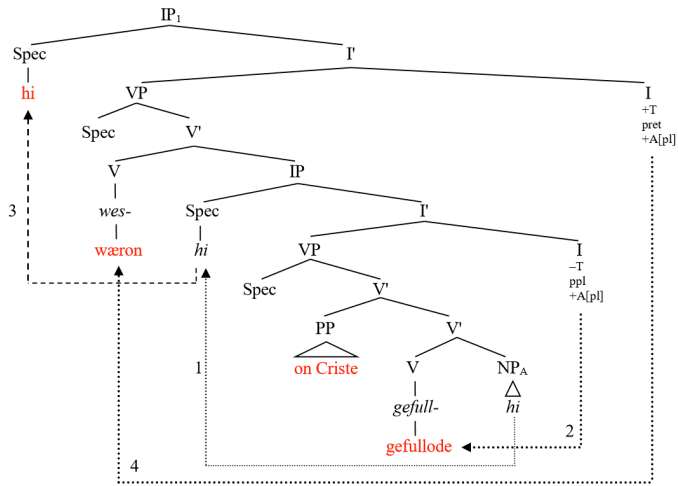 IP₁
Spec I'
hi VP I
+T
pret
+A[pl]
Spec V'
V IP
3 wes- Spec I'
wæron hi VP I
–T
ppl
+A[pl]
Spec V'
PP V'
1 on Criste V NPA
gefull- hi
gefullode 2
4